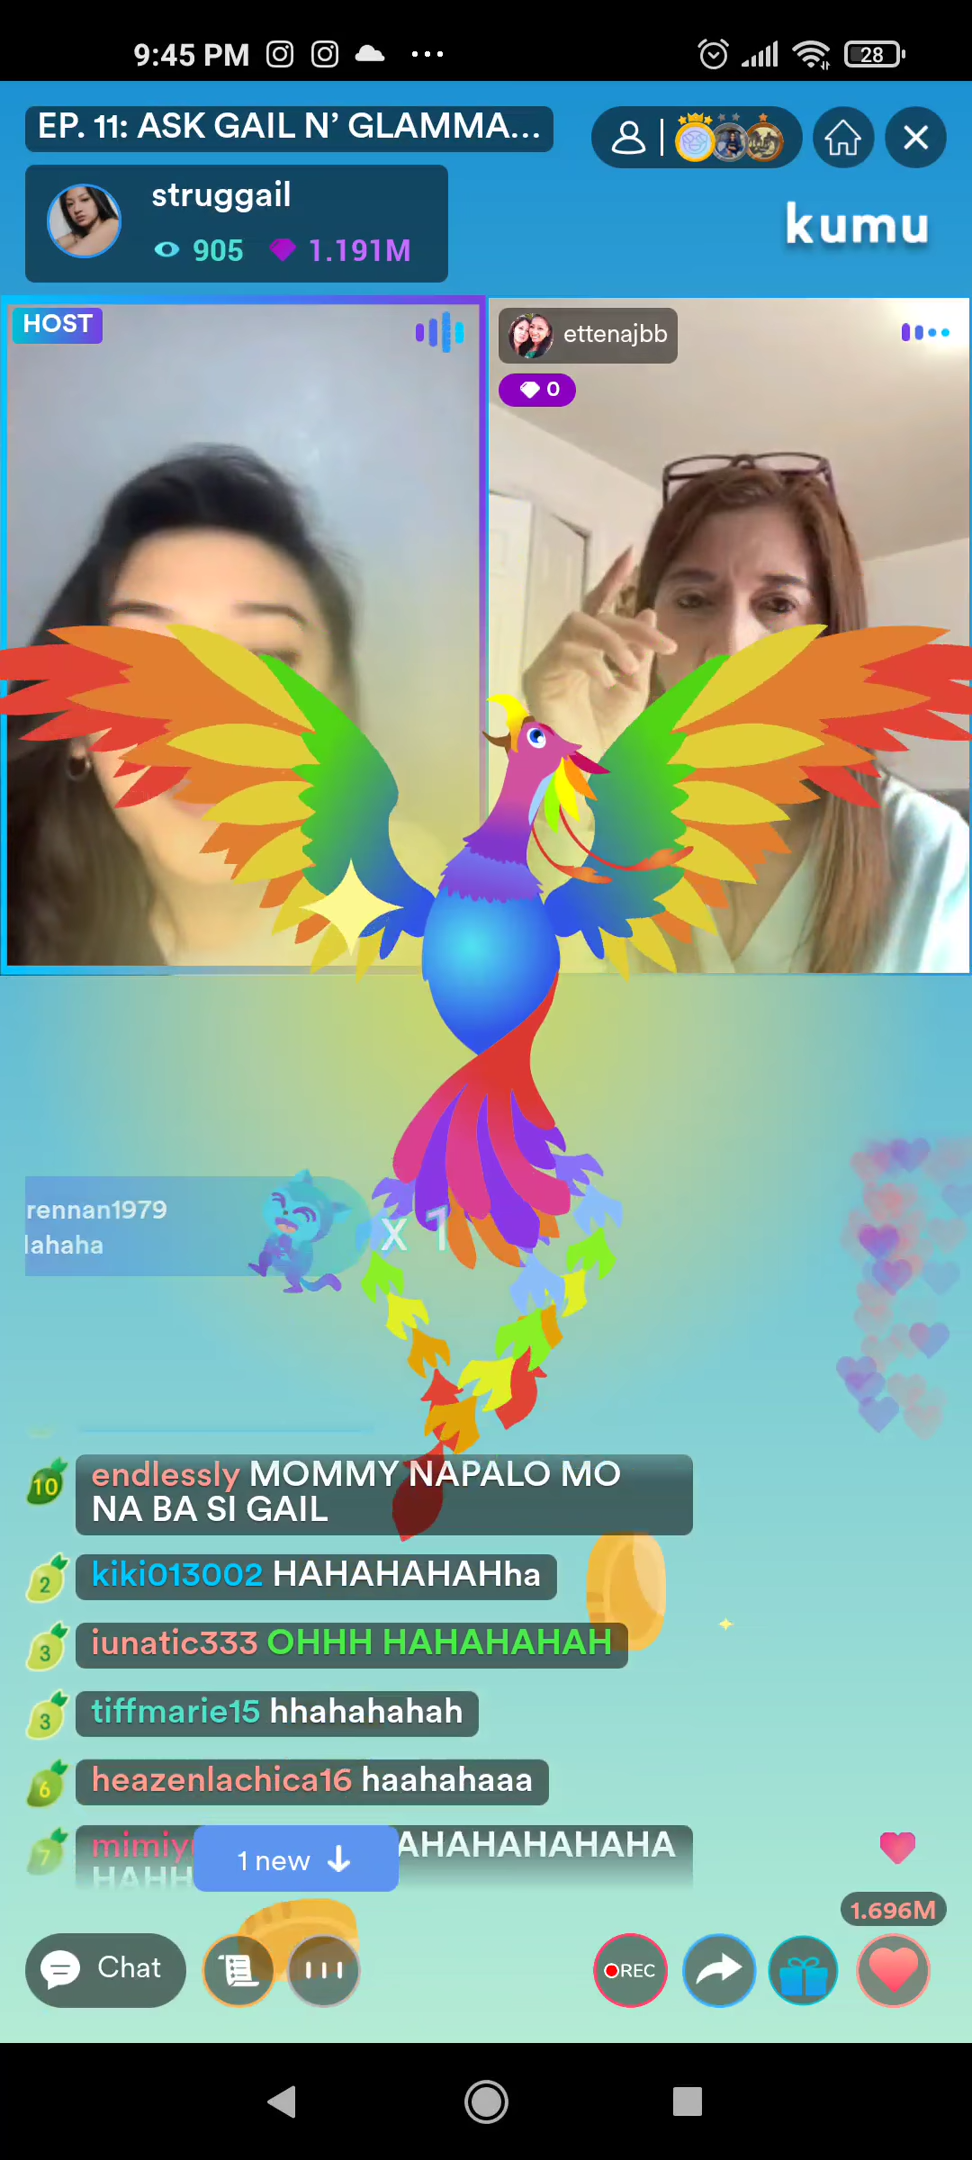 9:45 PM
28
EP. 11: ASK GAIL N’ GLAMMA...
struggail
905 1.191M
kumu
HOST
ettenajbb
0
rennan1979
lahaha
x 1
10 endlessly MOMMY NAPALO MO
NA BA SI GAIL
2 kiki013002 HAHAHAHAHha
3 iunatic333 OHHH HAHAHAHAH
3 tiffmarie15 hhahahahah
6 heazenlachica16 haahahaaa
7 AHAHAHAHAHA
1 new
1.696M
Chat
REC